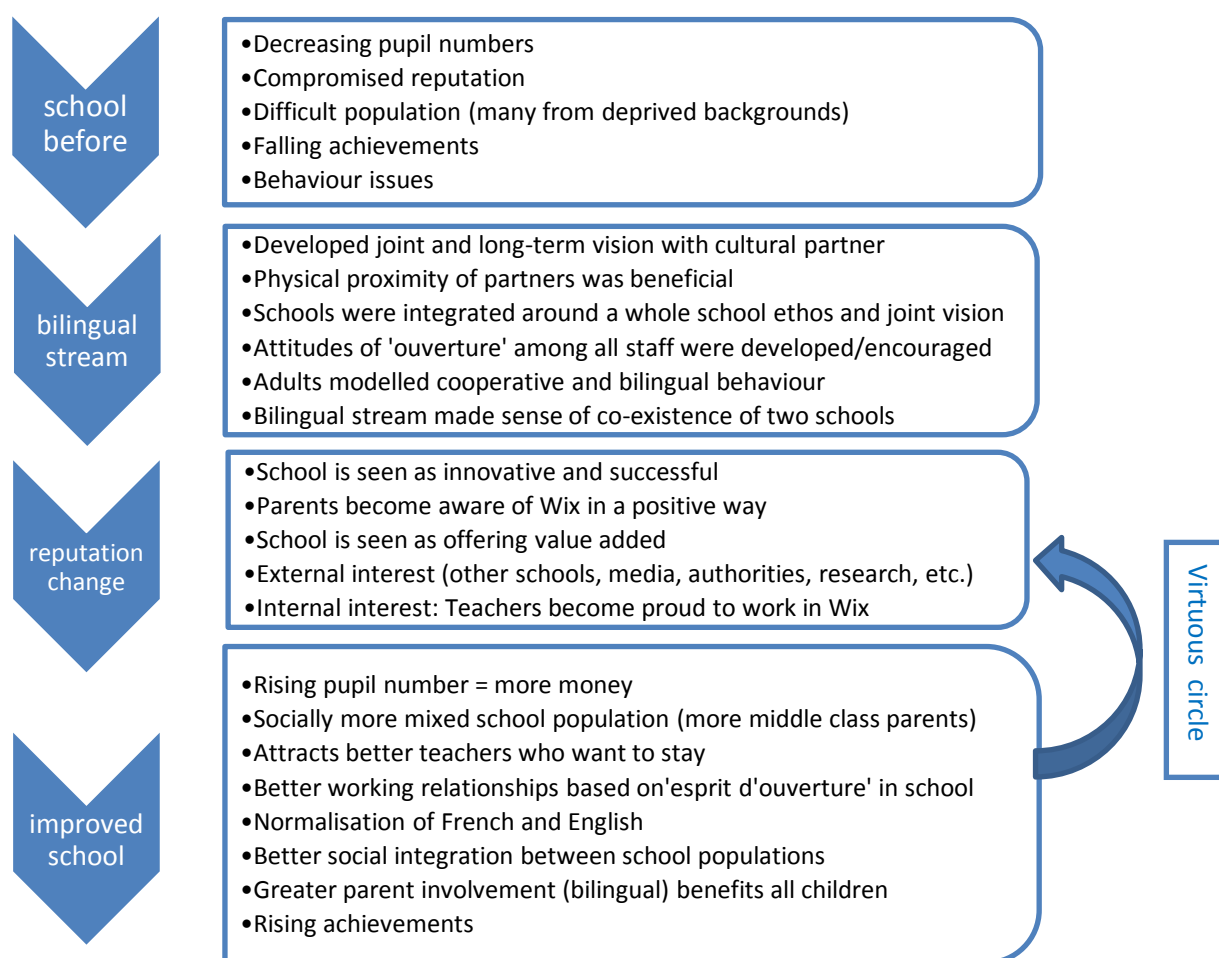 school
before
•Decreasing pupil numbers
•Compromised reputation
•Difficult population (many from deprived backgrounds)
•Falling achievements
•Behaviour issues
bilingual
stream
•Developed joint and long-term vision with cultural partner
•Physical proximity of partners was beneficial
•Schools were integrated around a whole school ethos and joint vision
•Attitudes of 'ouverture' among all staff were developed/encouraged
•Adults modelled cooperative and bilingual behaviour
•Bilingual stream made sense of co-existence of two schools
reputation
change
•School is seen as innovative and successful
•Parents become aware of Wix in a positive way
•School is seen as offering value added
•External interest (other schools, media, authorities, research, etc.)
•Internal interest: Teachers become proud to work in Wix
improved
school
•Rising pupil number = more money
•Socially more mixed school population (more middle class parents)
•Attracts better teachers who want to stay
•Better working relationships based on'esprit d'ouverture' in school
•Normalisation of French and English
•Better social integration between school populations
•Greater parent involvement (bilingual) benefits all children
•Rising achievements
Virtuous circle